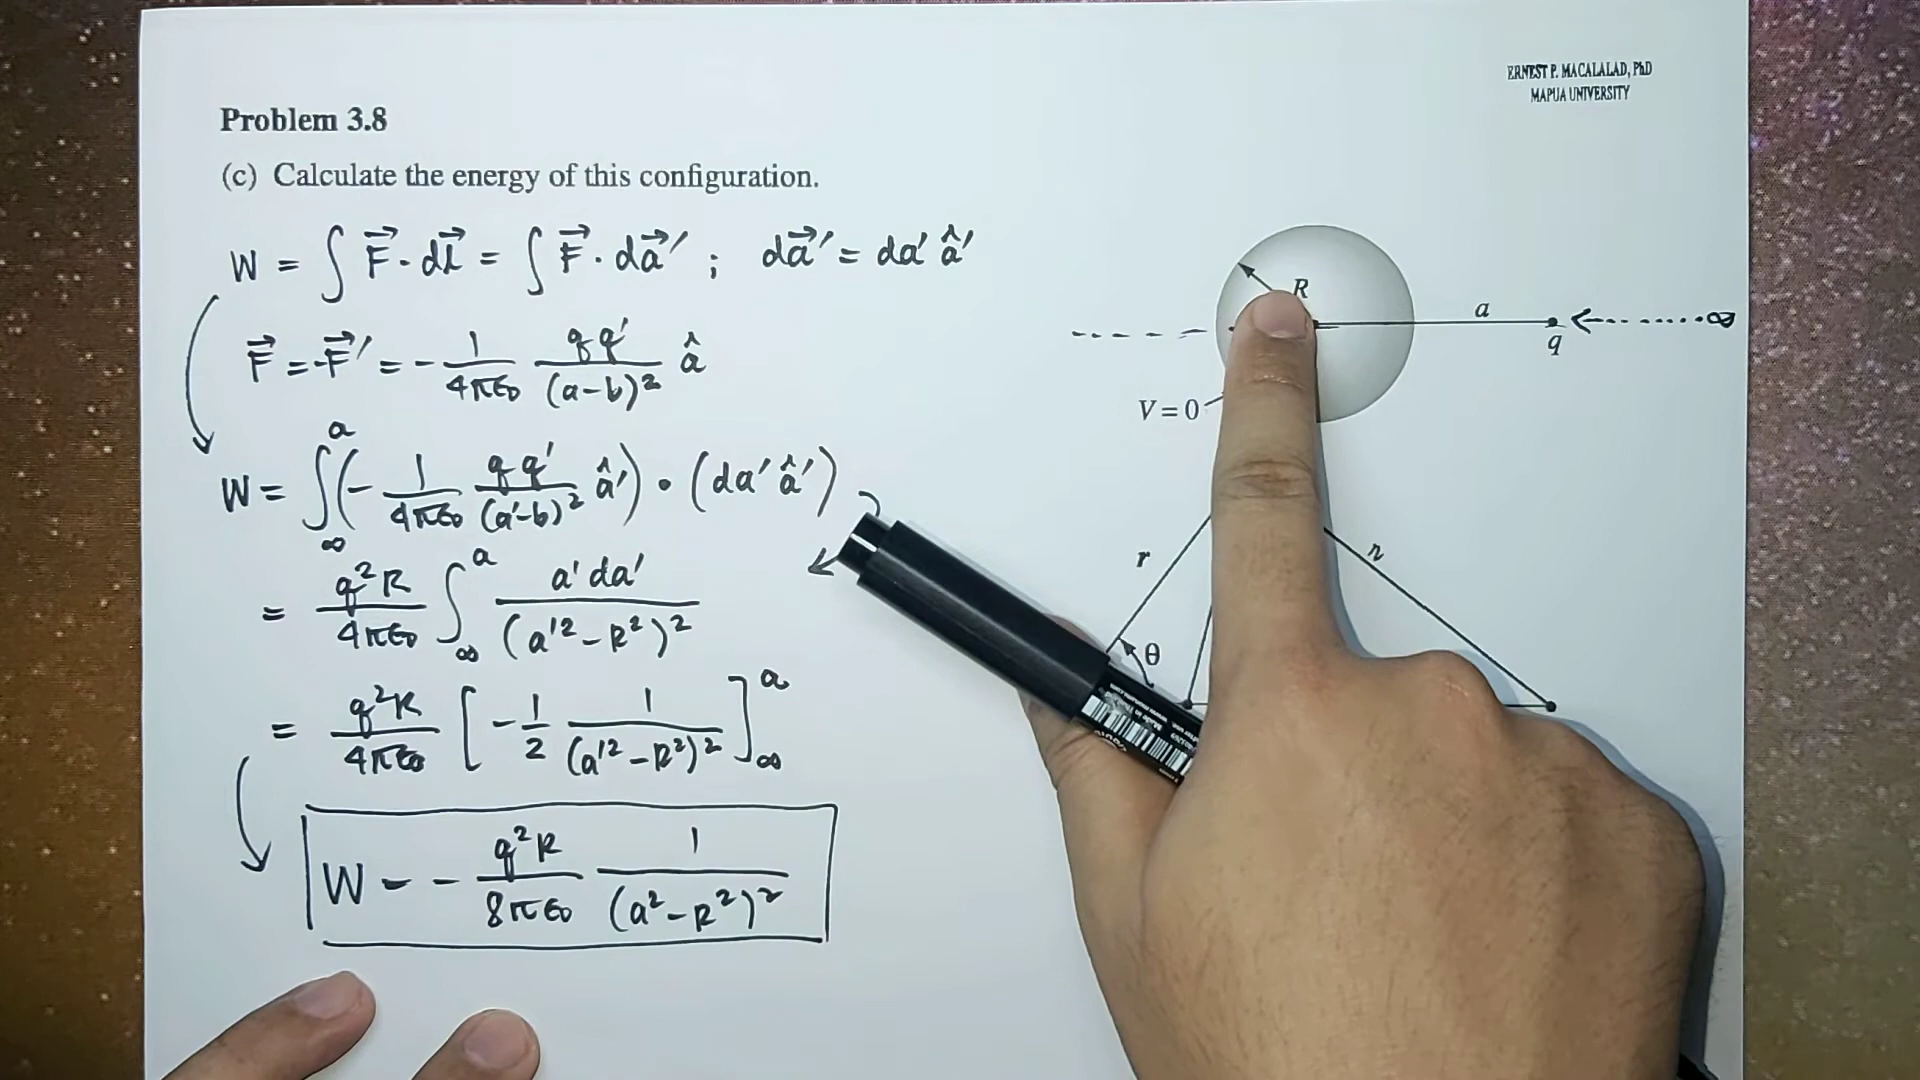 ERNEST P. MACALALAD, PhD
MAPUA UNIVERSITY
Problem 3.8
(c) Calculate the energy of this configuration.
W = ∫ F⃗ · dl⃗ = ∫ F⃗ · da⃗' ; da⃗' = da' â'
F⃗ = -F⃗' = - 1/4πε₀ qq'/(a-b)² â
W = ∫_∞^a (- 1/4πε₀ qq'/(a'-b)² â') • (da' â')
= q²R/4πε₀ ∫_∞^a a'da'/(a'²-R²)²
= q²R/4πε₀ [-1/2 1/(a'²-R²)²]_∞^a
W - - q²R/8πε₀ 1/(a²-R²)²
R
a
∞
q
V = 0
r
𝓇
θ